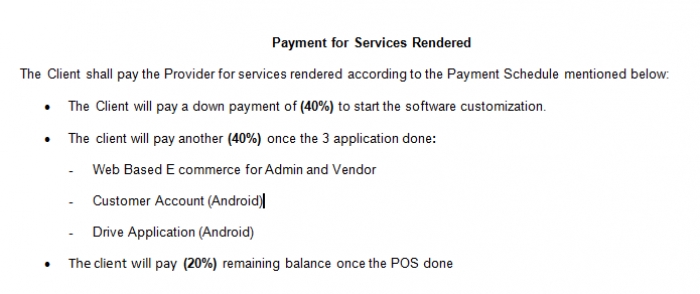 Payment for Services Rendered
The Client shall pay the Provider for services rendered according to the Payment Schedule mentioned below:
• The Client will pay a down payment of (40%) to start the software customization.
• The client will pay another (40%) once the 3 application done:
- Web Based E commerce for Admin and Vendor
- Customer Account (Android)
- Drive Application (Android)
• The client will pay (20%) remaining balance once the POS done